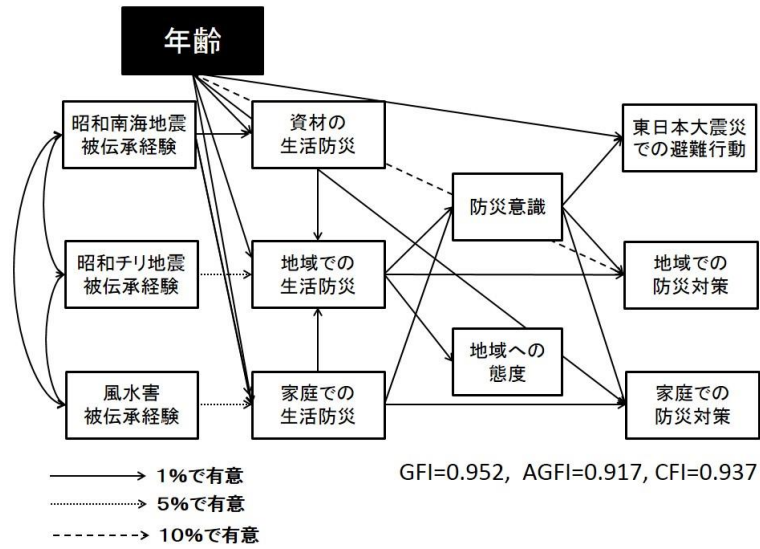 年齢
昭和南海地震
被伝承経験
資材の
生活防災
東日本大震災
での避難行動
防災意識
昭和チリ地震
被伝承経験
地域での
生活防災
地域での
防災対策
地域への
態度
風水害
被伝承経験
家庭での
生活防災
家庭での
防災対策
1%で有意
5%で有意
10%で有意
GFI=0.952, AGFI=0.917, CFI=0.937